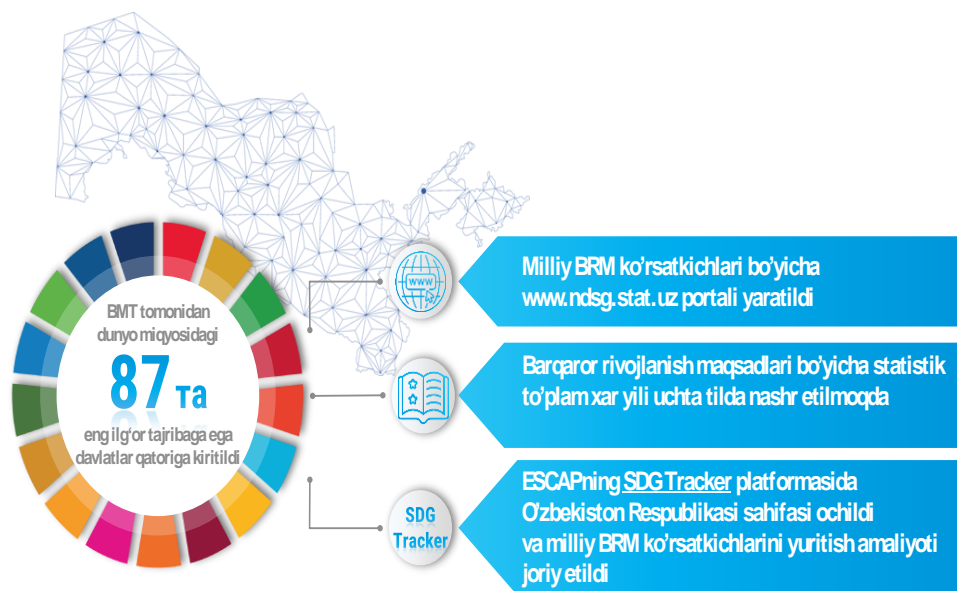 BMT tomonidan
dunyo miqyosidagi
87 та
eng ilg‘or tajribaga ega
davlatlar qatoriga kiritildi
www
Milliy BRM ko’rsatkichlari bo’yicha
www.ndsg.stat.uz portali yaratildi
Barqaror rivojlanish maqsadlari bo’yicha statistik
to’plam xar yili uchta tilda nashr etilmoqda
SDG
Tracker
ESCAPning SDG Tracker platformasida
O’zbekiston Respublikasi sahifasi ochildi
va milliy BRM ko’rsatkichlarini yuritish amaliyoti
joriy etildi